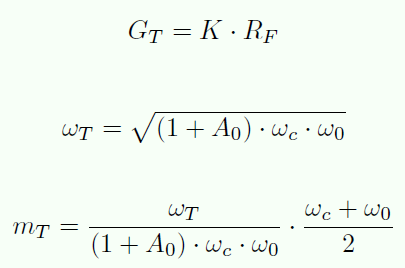 G_T = K · R_F
ω_T = √((1 + A_0) · ω_c · ω_0)
m_T = ω_T / ((1 + A_0) · ω_c · ω_0) · (ω_c + ω_0) / 2